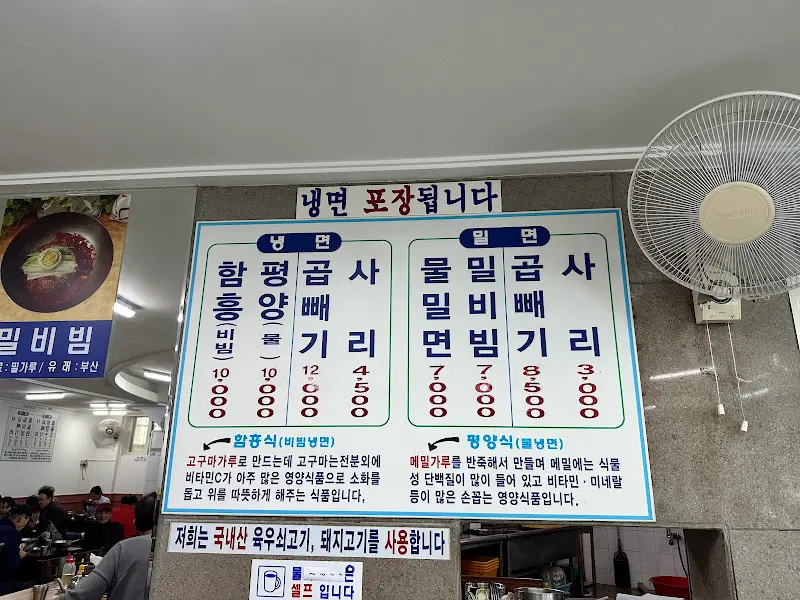 냉면 포장됩니다
냉 면
함흥(비빔) 10,000
평양(물) 10,000
곱빼기 12,000
사리 4,500
밀 면
물밀면 7,000
밀비빔 7,000
곱빼기 8,500
사리 3,000
함흥식(비빔냉면)
고구마가루로 만드는데 고구마는전분외에
비타민C가 아주 많은 영양식품으로 소화를
돕고 위를 따뜻하게 해주는 식품입니다.
평양식(물냉면)
메밀가루를 반죽해서 만들며 메밀에는 식물
성 단백질이 많이 들어 있고 비타민·미네랄
등이 많은 손꼽는 영양식품입니다.
저희는 국내산 육우쇠고기, 돼지고기를 사용합니다
물~~~~은
셀프 입니다
밀비빔
: 밀가루 / 유 래 : 부산